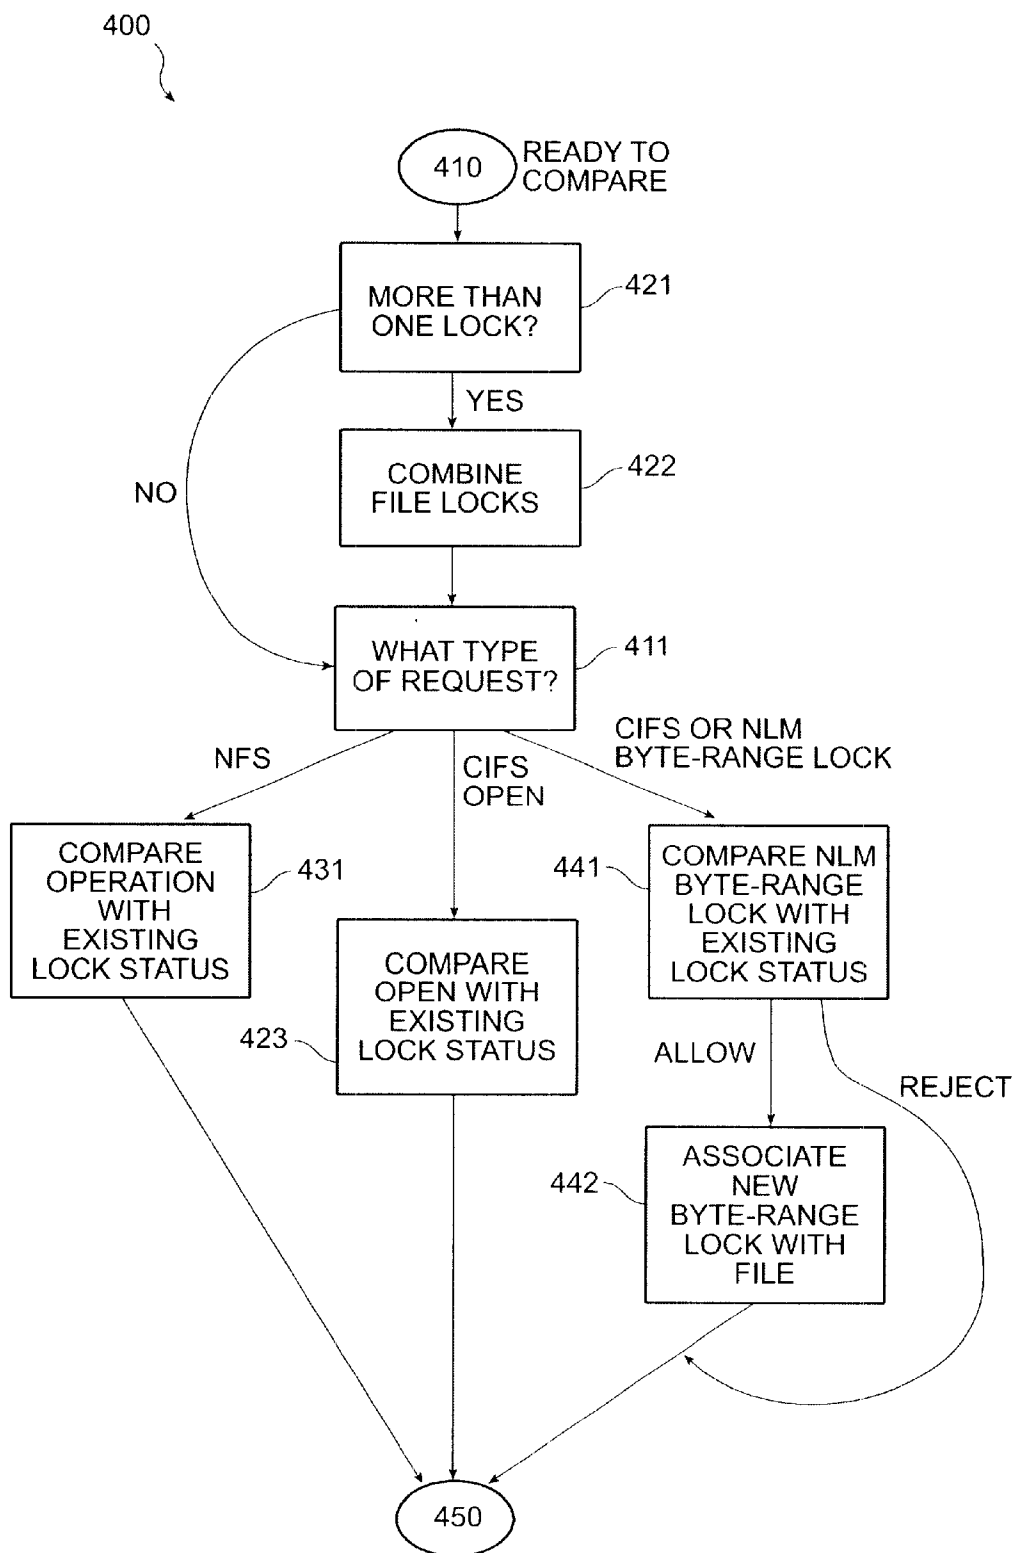 400
410
READY TO
COMPARE
MORE THAN
ONE LOCK?
421
YES
COMBINE
FILE LOCKS
422
NO
WHAT TYPE
OF REQUEST?
411
NFS
CIFS
OPEN
CIFS OR NLM
BYTE-RANGE LOCK
COMPARE
OPERATION
WITH
EXISTING
LOCK STATUS
431
COMPARE
OPEN WITH
EXISTING
LOCK STATUS
423
441
COMPARE NLM
BYTE-RANGE
LOCK WITH
EXISTING
LOCK STATUS
ALLOW
REJECT
442
ASSOCIATE
NEW
BYTE-RANGE
LOCK WITH
FILE
450